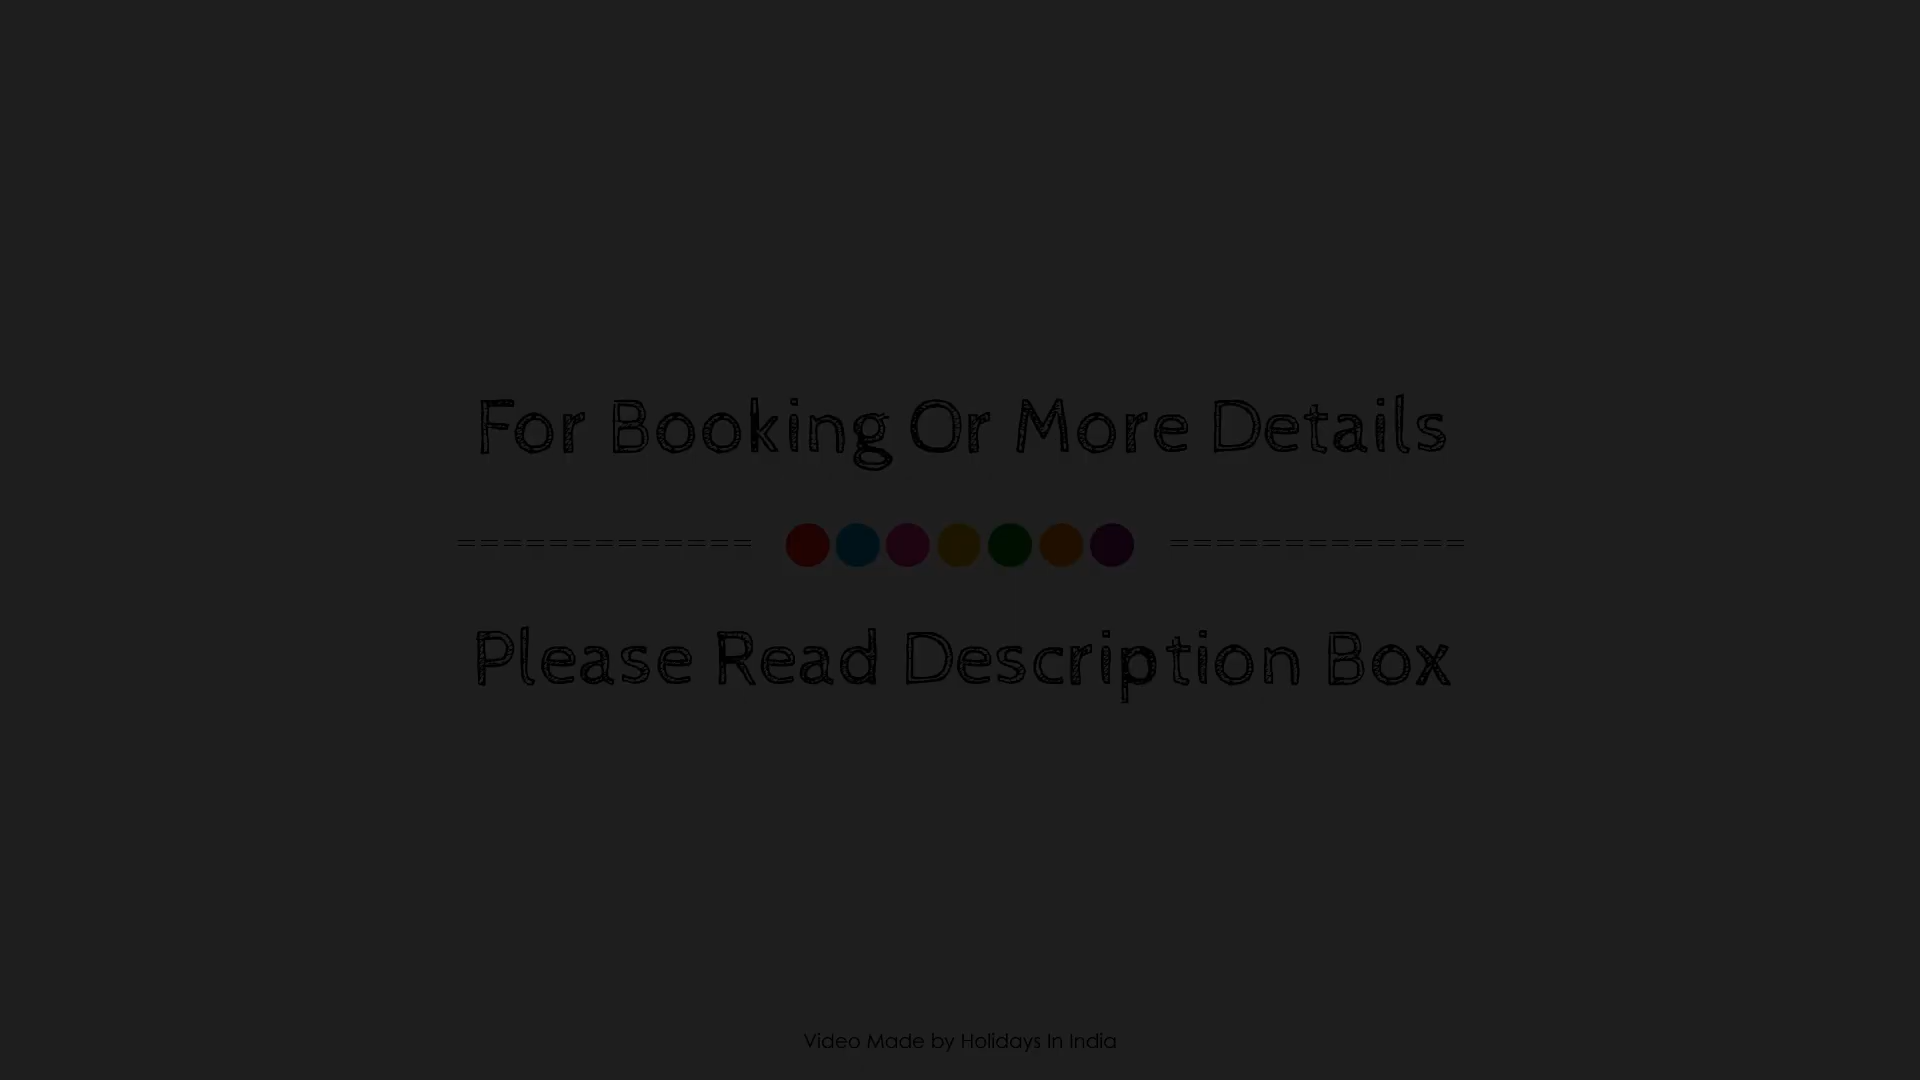 For Booking Or More Details
============= =============
Please Read Description Box
Video Made by Holidays In India